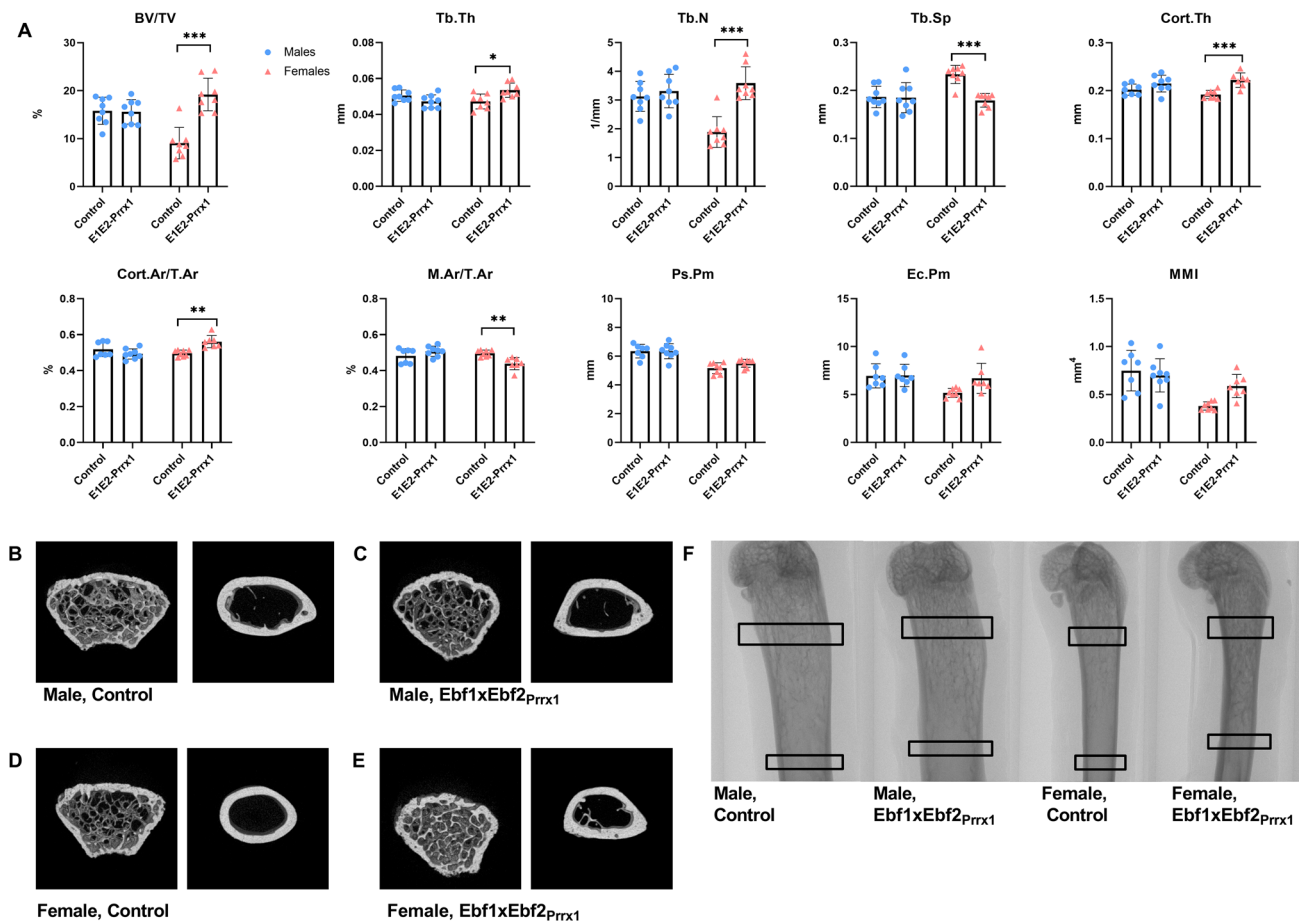 A
BV/TV
%
30
20
10
0
***
Control
E1E2-Prrx1
Control
E1E2-Prrx1
Males
Females
Tb.Th
mm
0.08
0.06
0.04
0.02
0.00
*
Control
E1E2-Prrx1
Control
E1E2-Prrx1
Tb.N
1/mm
5
4
3
2
1
0
***
Control
E1E2-Prrx1
Control
E1E2-Prrx1
Tb.Sp
mm
0.3
0.2
0.1
0.0
***
Control
E1E2-Prrx1
Control
E1E2-Prrx1
Cort.Th
mm
0.3
0.2
0.1
0.0
***
Control
E1E2-Prrx1
Control
E1E2-Prrx1
Cort.Ar/T.Ar
%
0.8
0.6
0.4
0.2
0.0
**
Control
E1E2-Prrx1
Control
E1E2-Prrx1
M.Ar/T.Ar
%
0.8
0.6
0.4
0.2
0.0
**
Control
E1E2-Prrx1
Control
E1E2-Prrx1
Ps.Pm
mm
10
8
6
4
2
0
Control
E1E2-Prrx1
Control
E1E2-Prrx1
Ec.Pm
mm
15
10
5
0
Control
E1E2-Prrx1
Control
E1E2-Prrx1
MMI
mm⁴
1.5
1.0
0.5
0.0
Control
E1E2-Prrx1
Control
E1E2-Prrx1
B
Male, Control
C
Male, Ebf1xEbf2Prrx1
D
Female, Control
E
Female, Ebf1xEbf2Prrx1
F
Male,
Control
Male,
Ebf1xEbf2Prrx1
Female,
Control
Female,
Ebf1xEbf2Prrx1